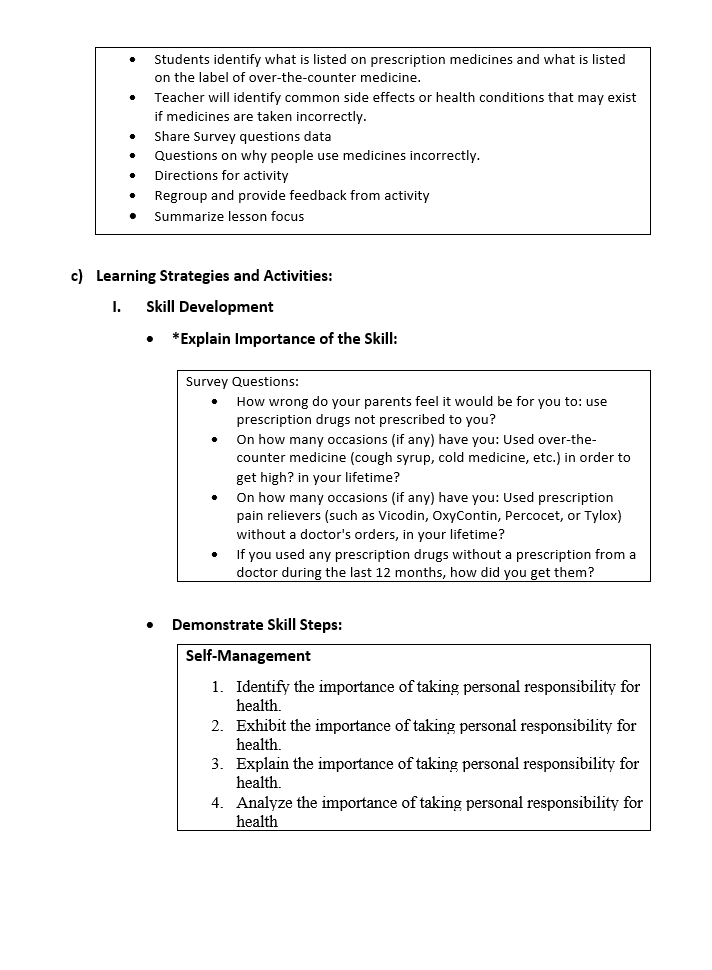 • Students identify what is listed on prescription medicines and what is listed
on the label of over-the-counter medicine.
• Teacher will identify common side effects or health conditions that may exist
if medicines are taken incorrectly.
• Share Survey questions data
• Questions on why people use medicines incorrectly.
• Directions for activity
• Regroup and provide feedback from activity
• Summarize lesson focus
c) Learning Strategies and Activities:
I. Skill Development
• *Explain Importance of the Skill:
Survey Questions:
• How wrong do your parents feel it would be for you to: use
prescription drugs not prescribed to you?
• On how many occasions (if any) have you: Used over-the-
counter medicine (cough syrup, cold medicine, etc.) in order to
get high? in your lifetime?
• On how many occasions (if any) have you: Used prescription
pain relievers (such as Vicodin, OxyContin, Percocet, or Tylox)
without a doctor's orders, in your lifetime?
• If you used any prescription drugs without a prescription from a
doctor during the last 12 months, how did you get them?
• Demonstrate Skill Steps:
Self-Management
1. Identify the importance of taking personal responsibility for
health.
2. Exhibit the importance of taking personal responsibility for
health.
3. Explain the importance of taking personal responsibility for
health.
4. Analyze the importance of taking personal responsibility for
health